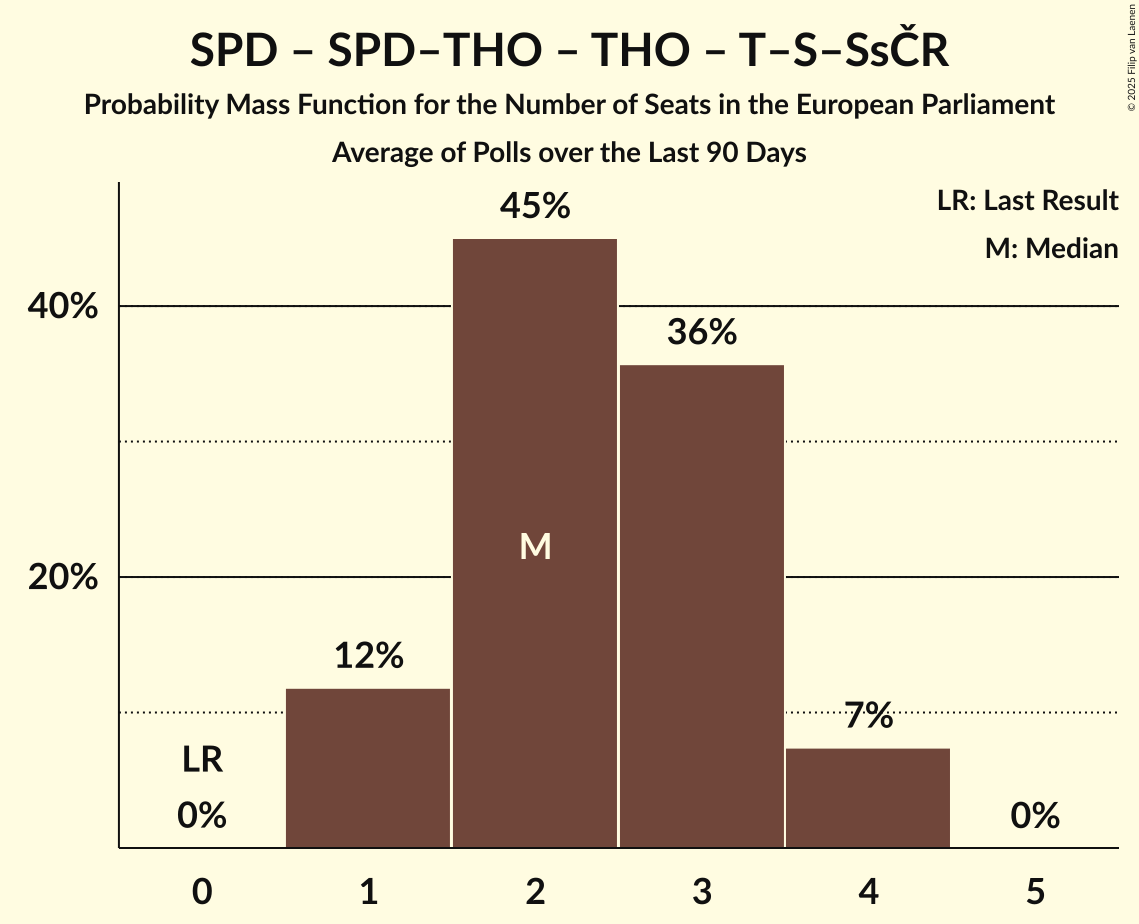 SPD – SPD–THO – THO – T–S–SsČR
Probability Mass Function for the Number of Seats in the European Parliament
Average of Polls over the Last 90 Days
© 2025 Filip van Laenen
LR: Last Result
M: Median
45%
40%
36%
M
20%
12%
7%
LR
0%
0%
0 1 2 3 4 5